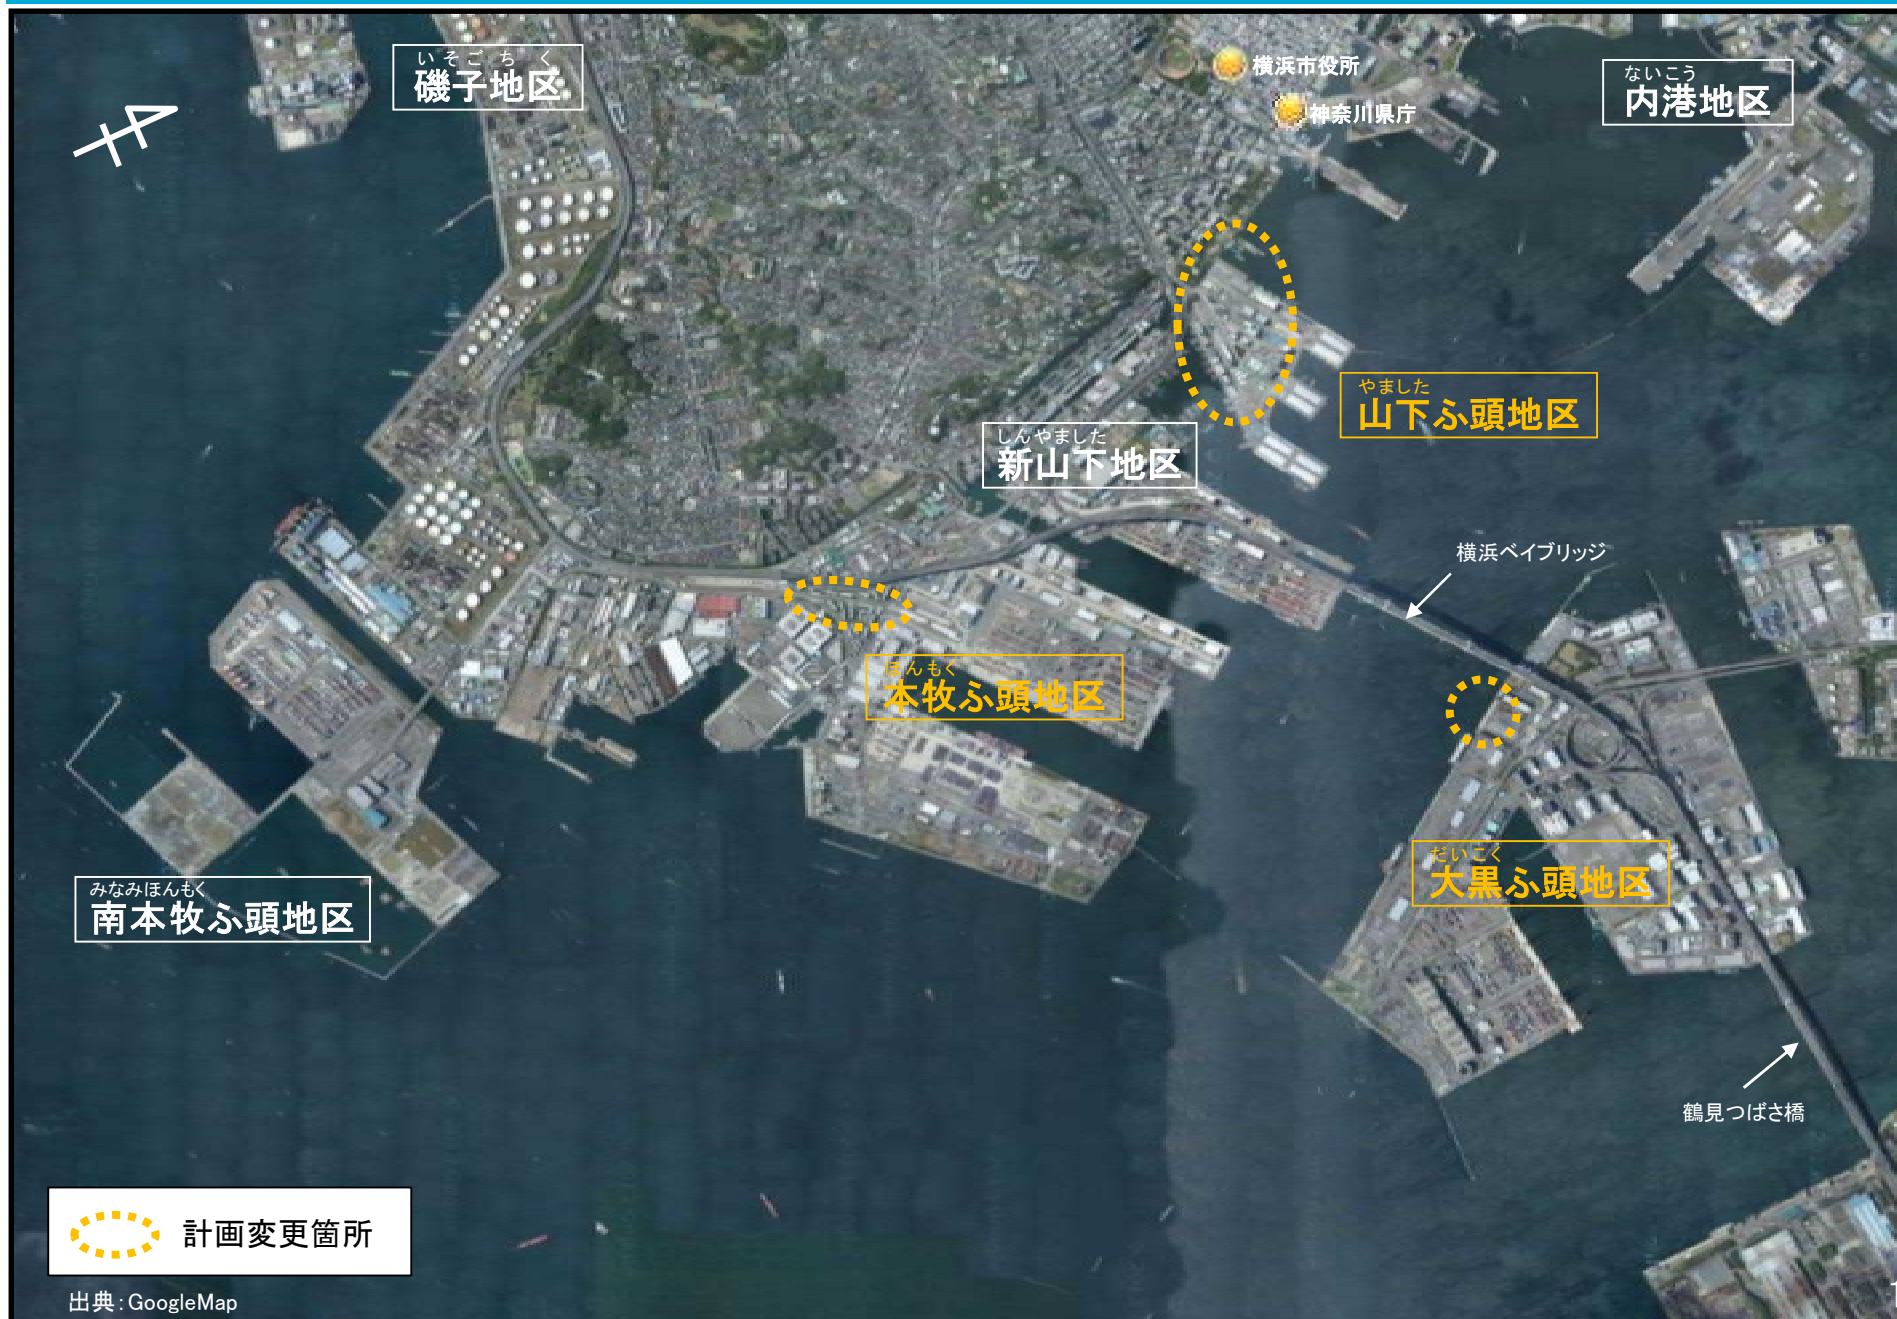 いそごちく
磯子地区
横浜市役所
神奈川県庁
ないこう
内港地区
やました
山下ふ頭地区
しんやました
新山下地区
横浜ベイブリッジ
ほんもく
本牧ふ頭地区
だいこく
大黒ふ頭地区
みなみほんもく
南本牧ふ頭地区
鶴見つばさ橋
計画変更箇所
出典:GoogleMap